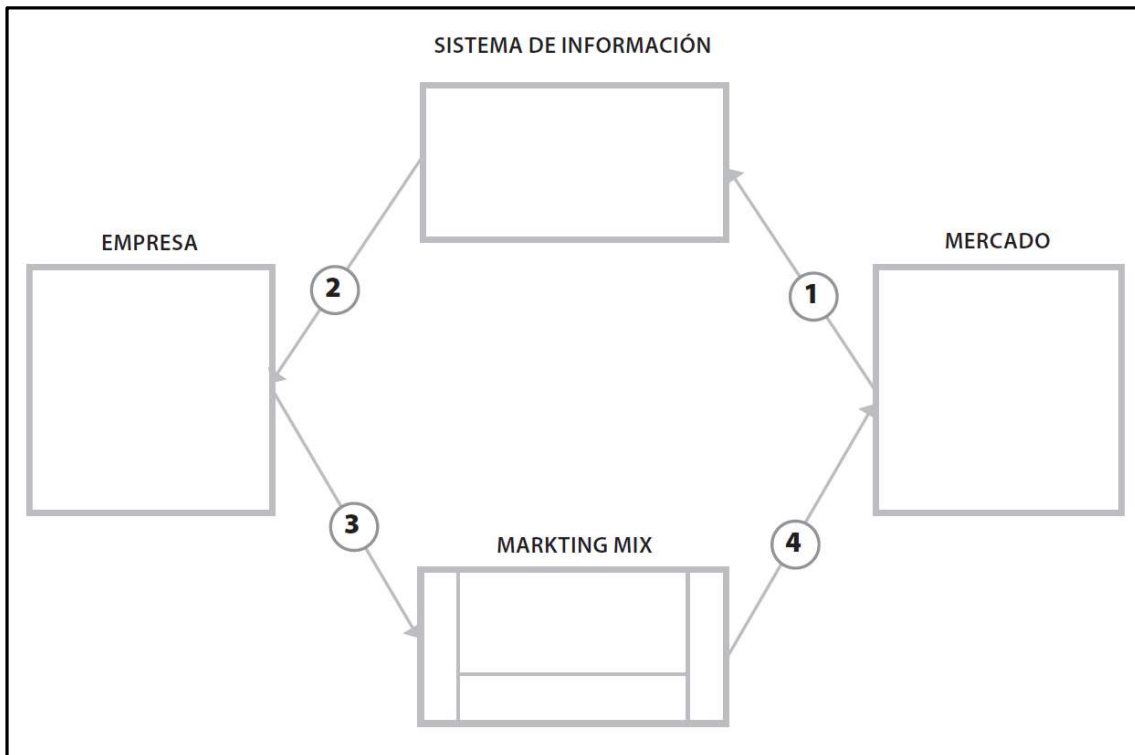 SISTEMA DE INFORMACIÓN
EMPRESA
MERCADO
2
1
3
MARKTING MIX
4